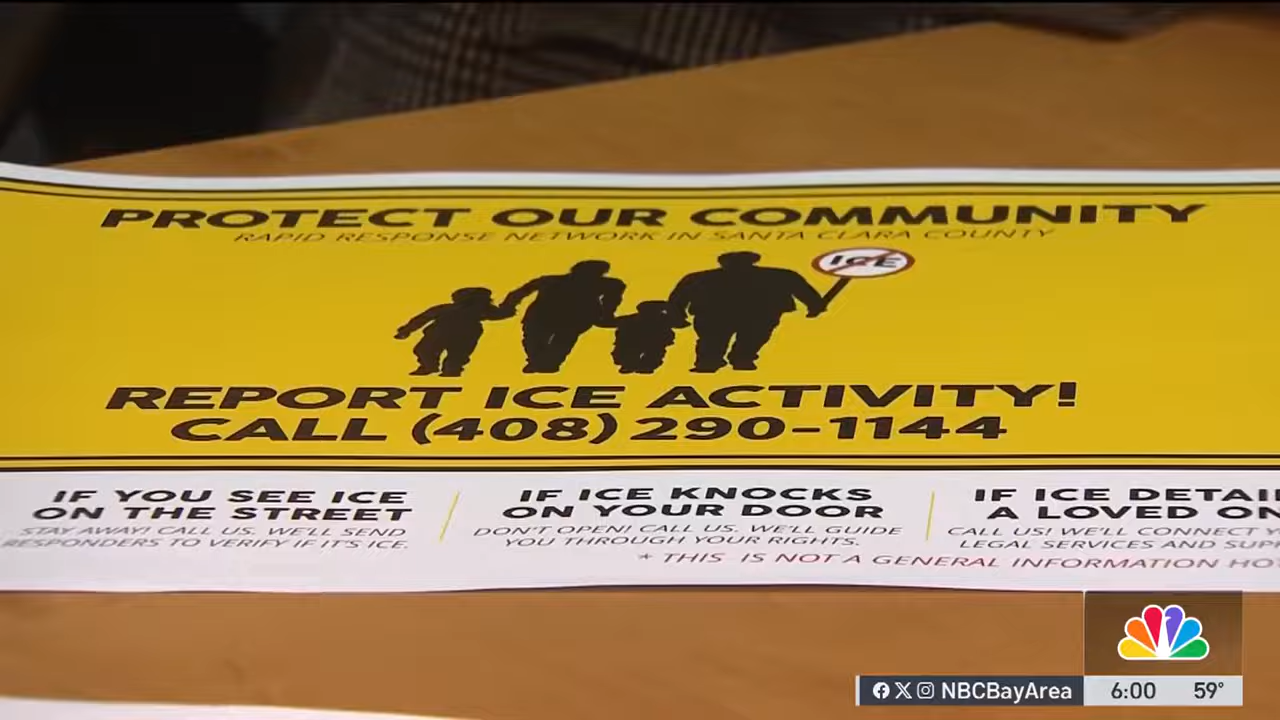 PROTECT OUR COMMUNITY
RAPID RESPONSE NETWORK IN SANTA CLARA COUNTY
ICE
REPORT ICE ACTIVITY!
CALL (408) 290-1144
IF YOU SEE ICE
ON THE STREET
STAY AWAY! CALL US. WE'LL SEND
RESPONDERS TO VERIFY IF IT'S ICE.
IF ICE KNOCKS
ON YOUR DOOR
DON'T OPEN! CALL US. WE'LL GUIDE
YOU THROUGH YOUR RIGHTS.
IF ICE DETAI
A LOVED ON
CALL US! WE'LL CONNECT Y
LEGAL SERVICES AND SUP
* THIS IS NOT A GENERAL INFORMATION HO
NBCBayArea
6:00 59°